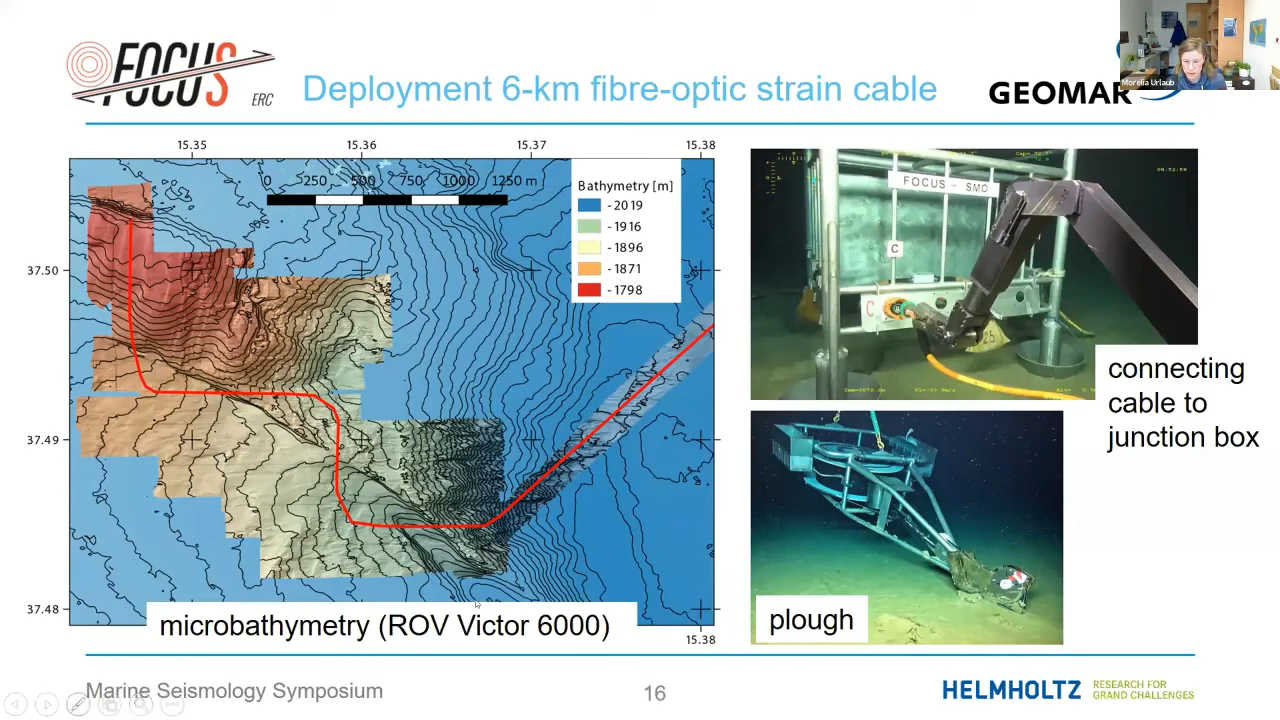 FOCUS
ERC
Deployment 6-km fibre-optic strain cable
GEOMAR
Morelia Urlaub
15.35
15.36
15.37
15.38
0 250 500 750 1000 1250 m
Bathymetry [m]
-2019
-1916
-1896
-1871
-1798
37.50
37.49
37.48
15.38
microbathymetry (ROV Victor 6000)
FOCUS - SMO
C
C
connecting
cable to
junction box
plough
Marine Seismology Symposium
16
HELMHOLTZ
RESEARCH FOR
GRAND CHALLENGES